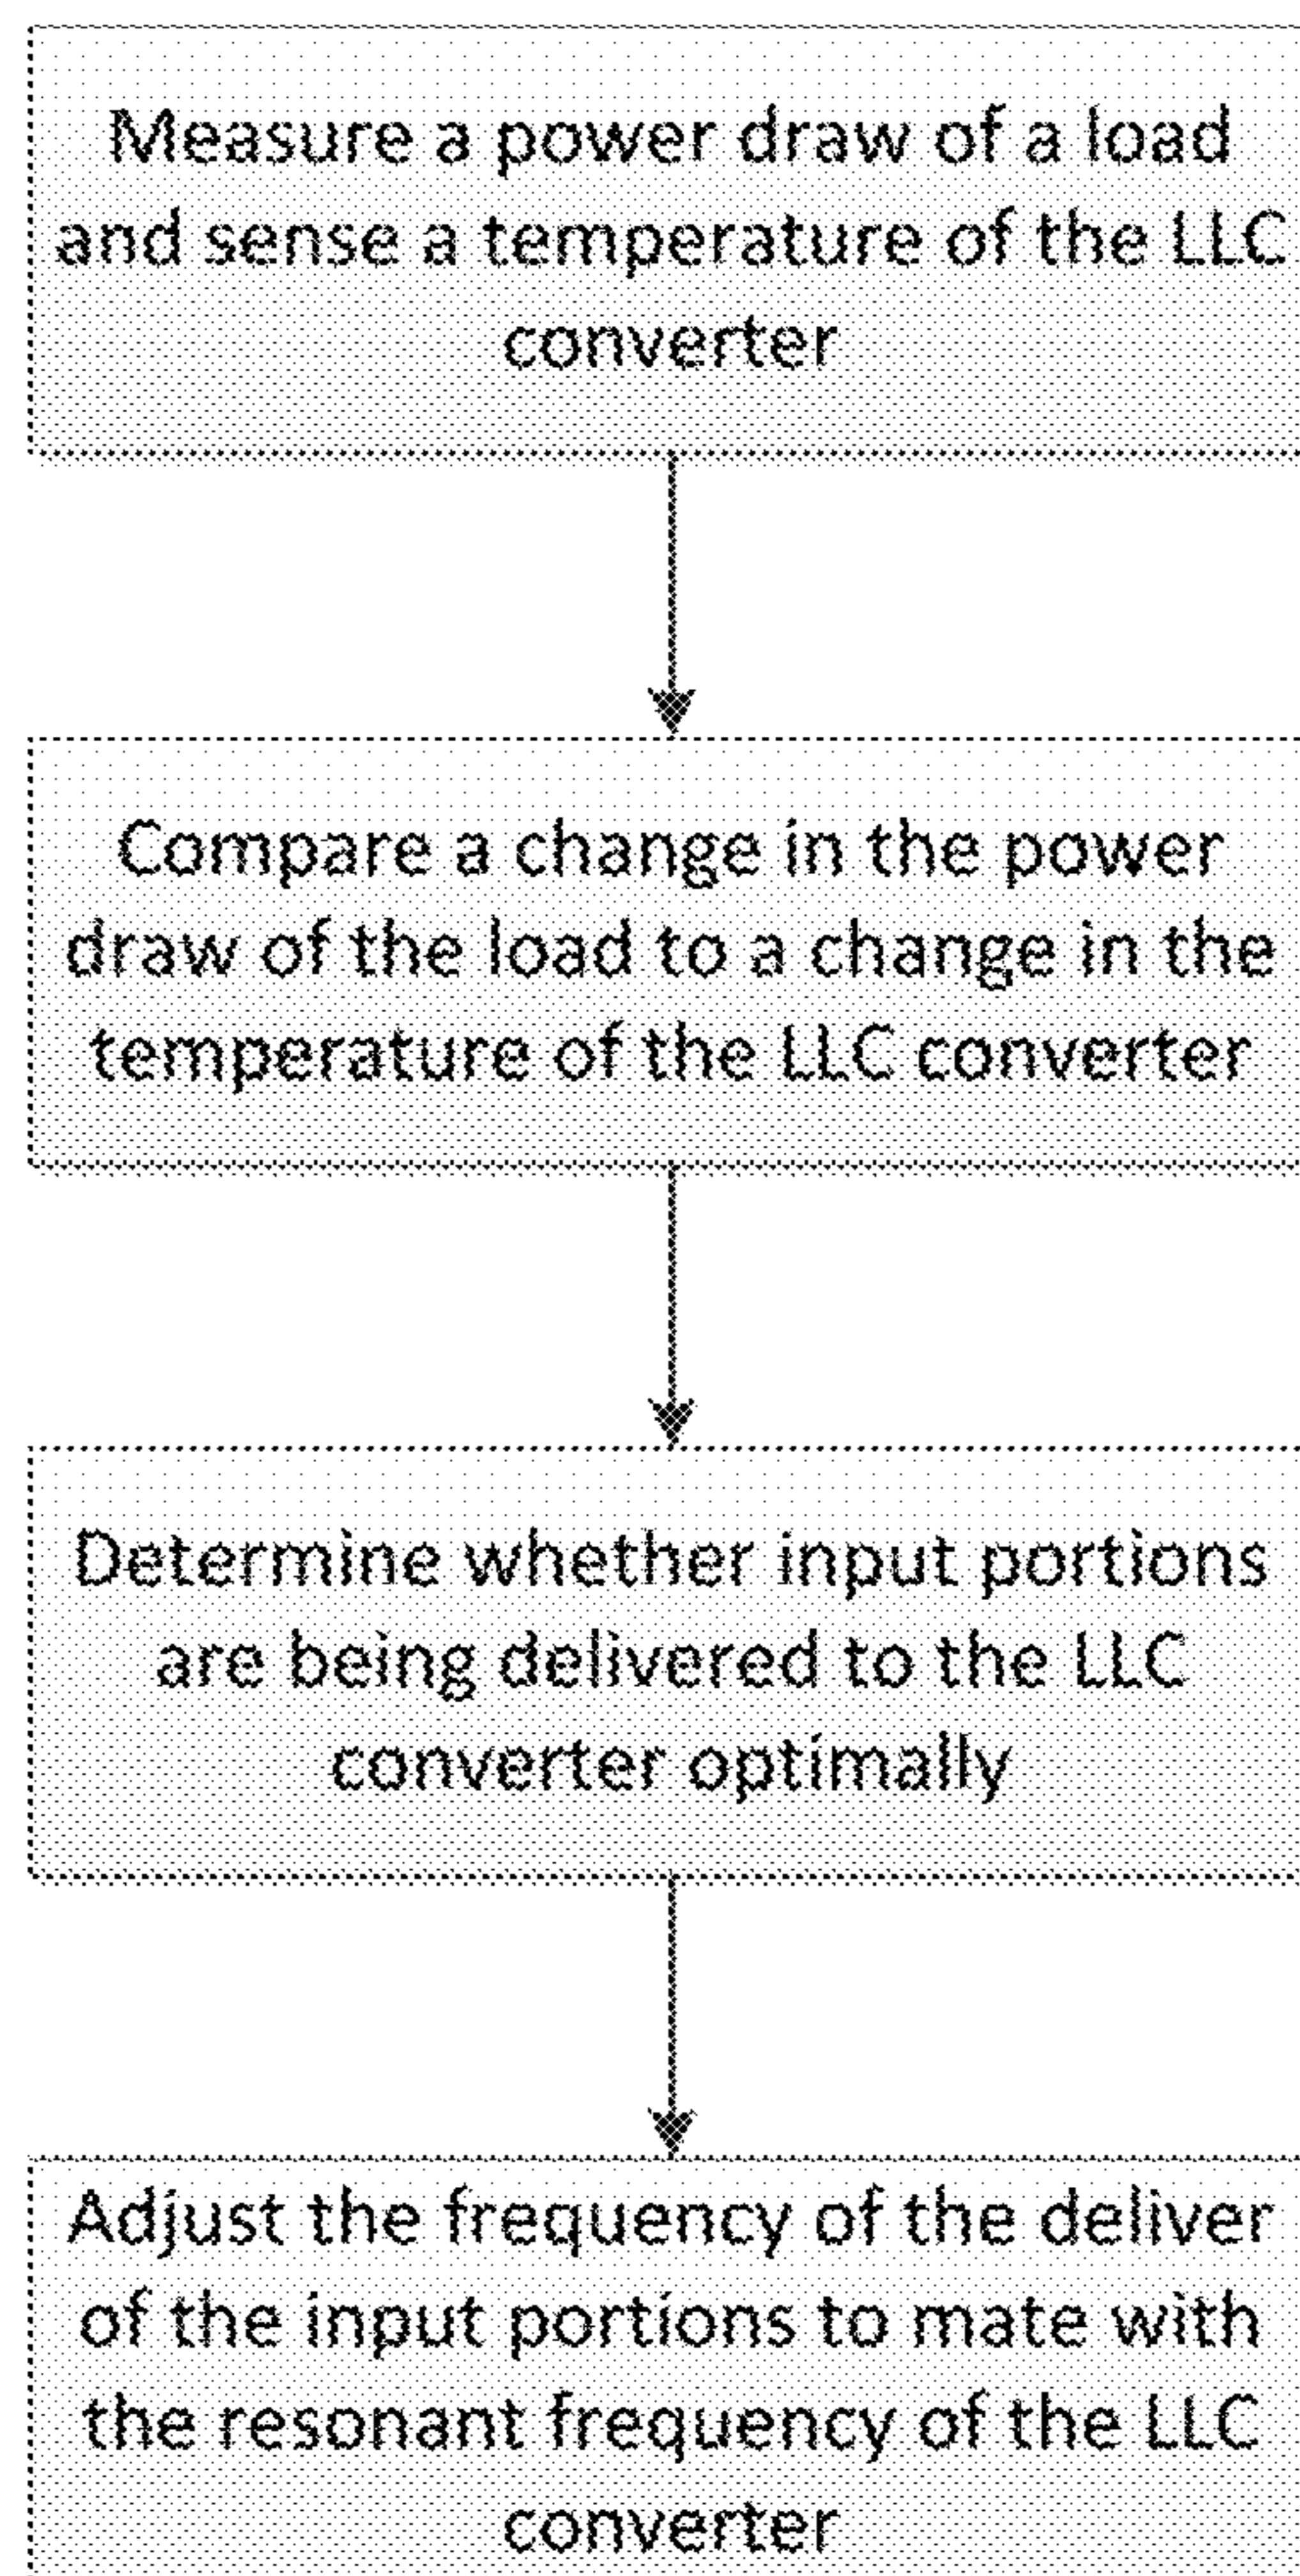 Measure a power draw of a load
and sense a temperature of the LLC
converter
Compare a change in the power
draw of the load to a change in the
temperature of the LLC converter
Determine whether input portions
are being delivered to the LLC
converter optimally
Adjust the frequency of the deliver
of the input portions to mate with
the resonant frequency of the LLC
converter